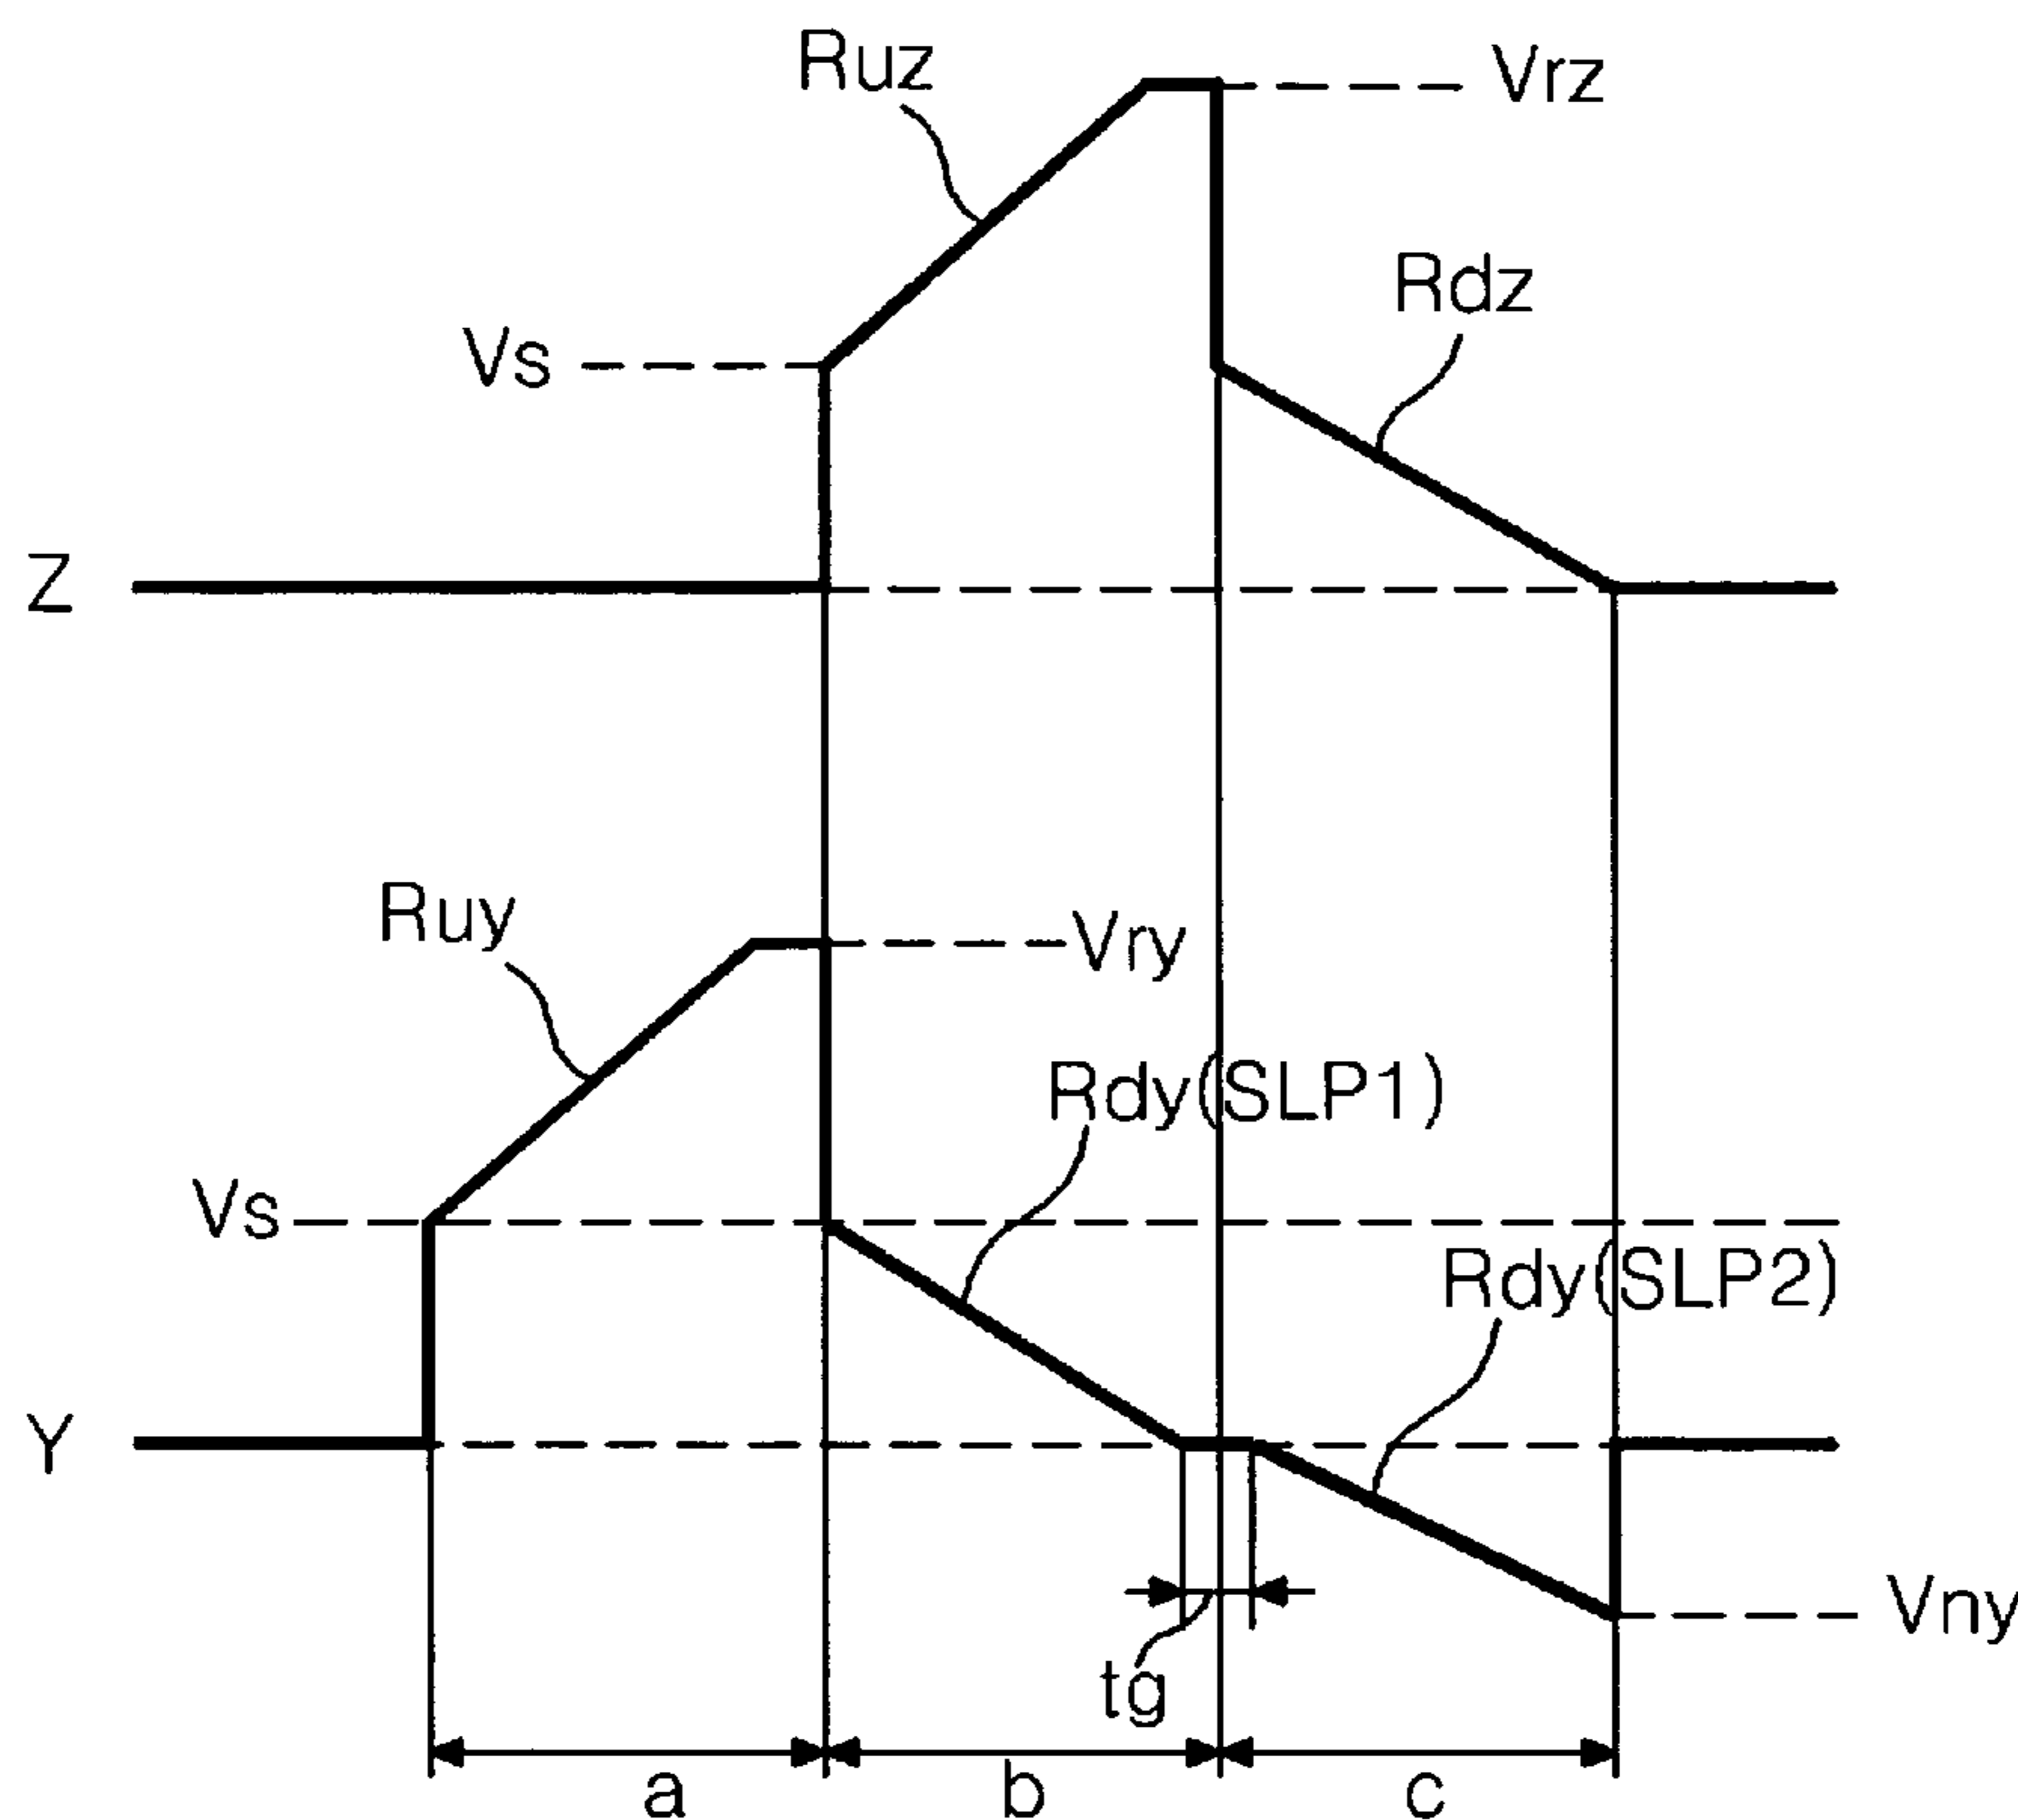 Ruz
Vrz
Rdz
Vs
Z
Ruy
Vry
Rdy(SLP1)
Vs
Rdy(SLP2)
Y
Vny
tg
a
b
c